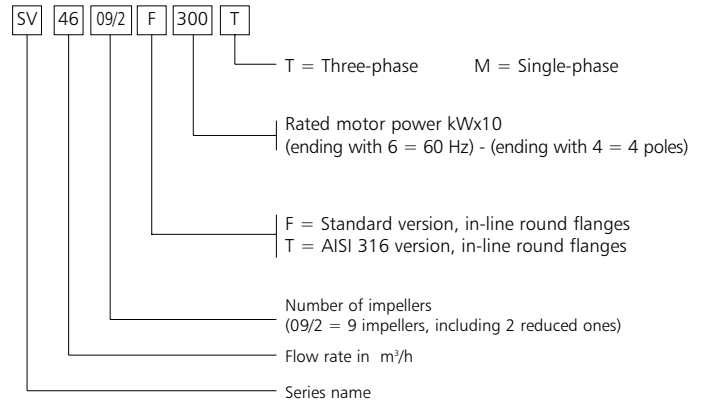 SV 46 09/2 F 300 T
T = Three-phase M = Single-phase
Rated motor power kWx10
(ending with 6 = 60 Hz) - (ending with 4 = 4 poles)
F = Standard version, in-line round flanges
T = AISI 316 version, in-line round flanges
Number of impellers
(09/2 = 9 impellers, including 2 reduced ones)
Flow rate in m³/h
Series name